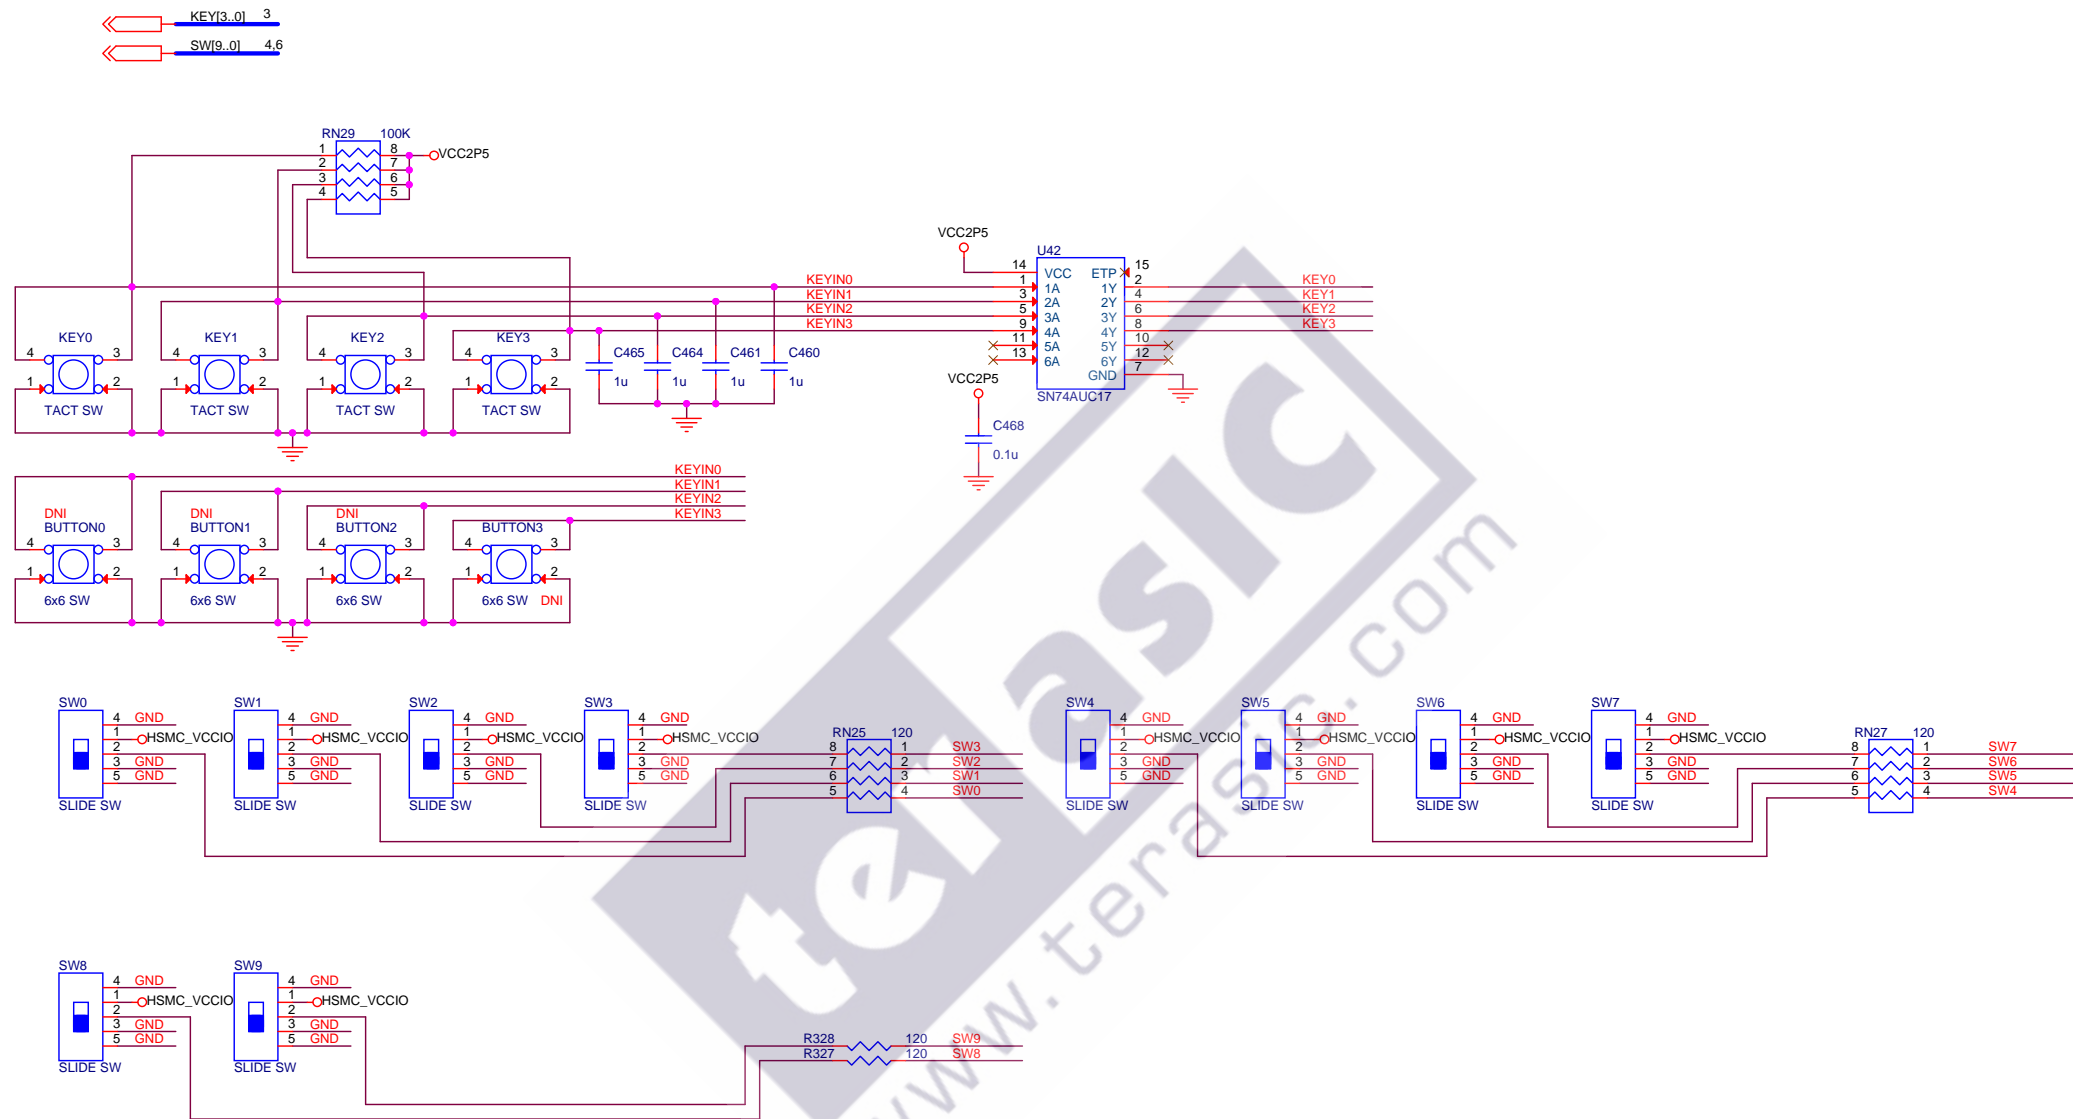 KEY[3..0] 3
SW[9..0] 4,6
RN29 100K
1 8 VCC2P5
2 7
3 6
4 5
VCC2P5
U42
14 VCC ETP 15
KEYIN0 1 1A 1Y 2 KEY0
KEYIN1 3 2A 2Y 4 KEY1
KEYIN2 5 3A 3Y 6 KEY2
KEYIN3 9 4A 4Y 8 KEY3
11 5A 5Y 10
13 6A 6Y 12
GND 7
SN74AUC17
KEY0 KEY1 KEY2 KEY3
4 3 4 3 4 3 4 3
1 2 1 2 1 2 1 2
TACT SW TACT SW TACT SW TACT SW
C465 C464 C461 C460
1u 1u 1u 1u
VCC2P5
C468
0.1u
KEYIN0
KEYIN1
KEYIN2
KEYIN3
DNI DNI DNI
BUTTON0 BUTTON1 BUTTON2 BUTTON3
4 3 4 3 4 3 4 3
1 2 1 2 1 2 1 2
6x6 SW 6x6 SW 6x6 SW 6x6 SW DNI
SW0 SW1 SW2 SW3 SW4 SW5 SW6 SW7
4 GND 4 GND 4 GND 4 GND 4 GND 4 GND 4 GND 4 GND
1 HSMC_VCCIO 1 HSMC_VCCIO 1 HSMC_VCCIO 1 HSMC_VCCIO 1 HSMC_VCCIO 1 HSMC_VCCIO 1 HSMC_VCCIO 1 HSMC_VCCIO
2 2 2 2 2 2 2 2
3 GND 3 GND 3 GND 3 GND 3 GND 3 GND 3 GND 3 GND
5 GND 5 GND 5 GND 5 GND 5 GND 5 GND 5 GND 5 GND
SLIDE SW SLIDE SW SLIDE SW SLIDE SW SLIDE SW SLIDE SW SLIDE SW SLIDE SW
RN25 120
8 1 SW3
7 2 SW2
6 3 SW1
5 4 SW0
RN27 120
8 1 SW7
7 2 SW6
6 3 SW5
5 4 SW4
SW8 SW9
4 GND 4 GND
1 HSMC_VCCIO 1 HSMC_VCCIO
2 2
3 GND 3 GND
5 GND 5 GND
SLIDE SW SLIDE SW
R328 120 SW9
R327 120 SW8
terasic
www.terasic.com